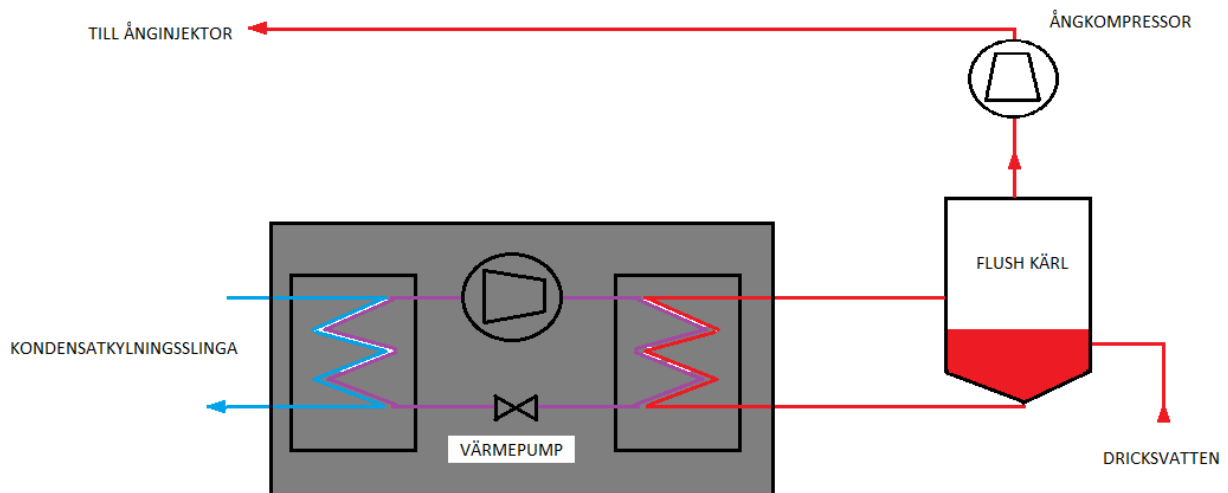 ÅNGKOMPRESSOR
TILL ÅNGINJEKTOR
FLUSH KÄRL
KONDENSATKYLNINGSSLINGA
VÄRMEPUMP
DRICKSVATTEN